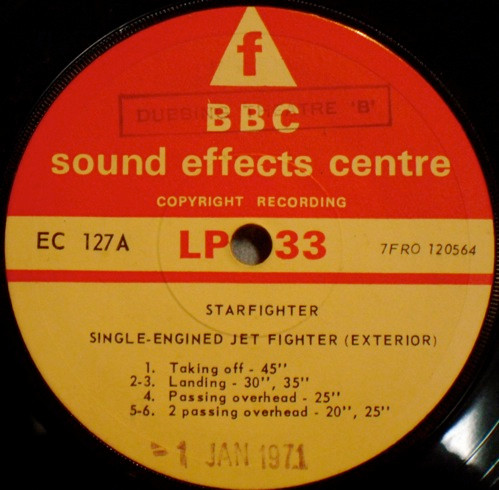 f
DUBBING THEATRE 'B'
BBC
sound effects centre
COPYRIGHT RECORDING
EC 127A LP 33 7FRO 120564
STARFIGHTER
SINGLE-ENGINED JET FIGHTER (EXTERIOR)
1. Taking off - 45"
2-3. Landing - 30", 35"
4. Passing overhead - 25"
5-6. 2 passing overhead - 20", 25"
-1 JAN 1971